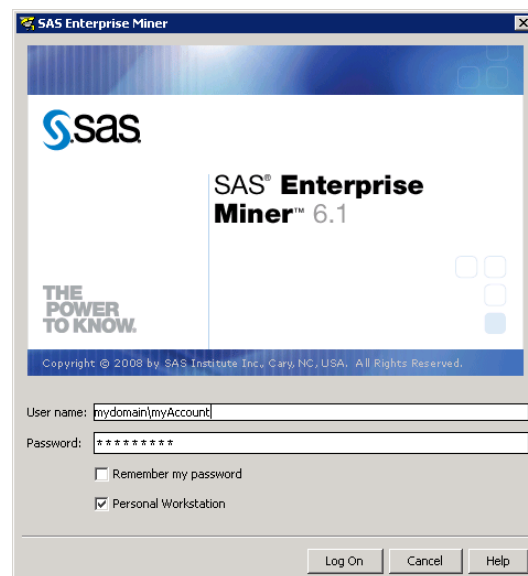 SAS Enterprise Miner
sas
SAS® Enterprise
Miner™ 6.1
THE
POWER
TO KNOW.
Copyright © 2008 by SAS Institute Inc., Cary, NC, USA. All Rights Reserved.
User name: mydomain\myAccount
Password: *********
Remember my password
Personal Workstation
Log On Cancel Help